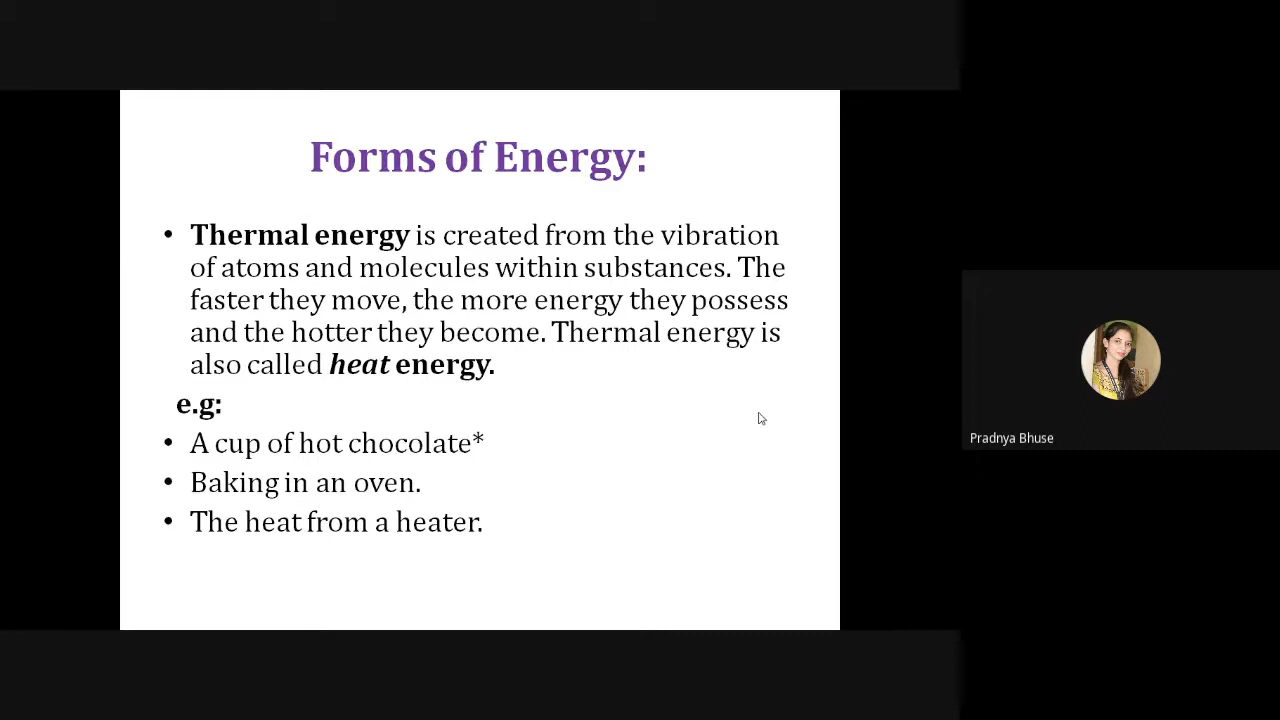 Forms of Energy:
• Thermal energy is created from the vibration
of atoms and molecules within substances. The
faster they move, the more energy they possess
and the hotter they become. Thermal energy is
also called heat energy.
e.g:
• A cup of hot chocolate*
• Baking in an oven.
• The heat from a heater.
Pradnya Bhuse